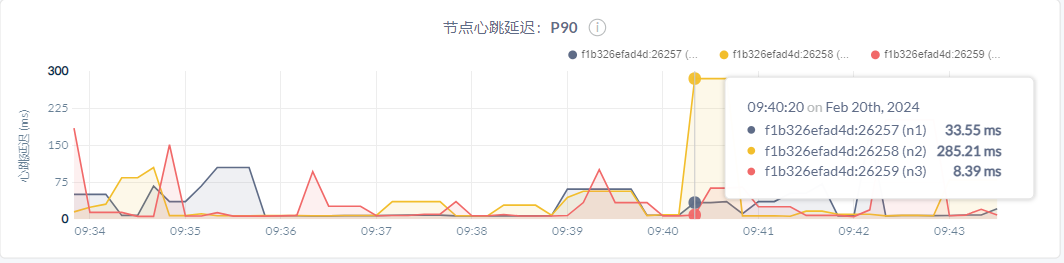 节点心跳延迟：P90
f1b326efad4d:26257 (...
f1b326efad4d:26258 (...
f1b326efad4d:26259 (...
心跳延迟 (ms)
300
225
150
75
0
09:34
09:35
09:36
09:37
09:38
09:39
09:40
09:41
09:42
09:43
09:40:20 on Feb 20th, 2024
f1b326efad4d:26257 (n1) 33.55 ms
f1b326efad4d:26258 (n2) 285.21 ms
f1b326efad4d:26259 (n3) 8.39 ms